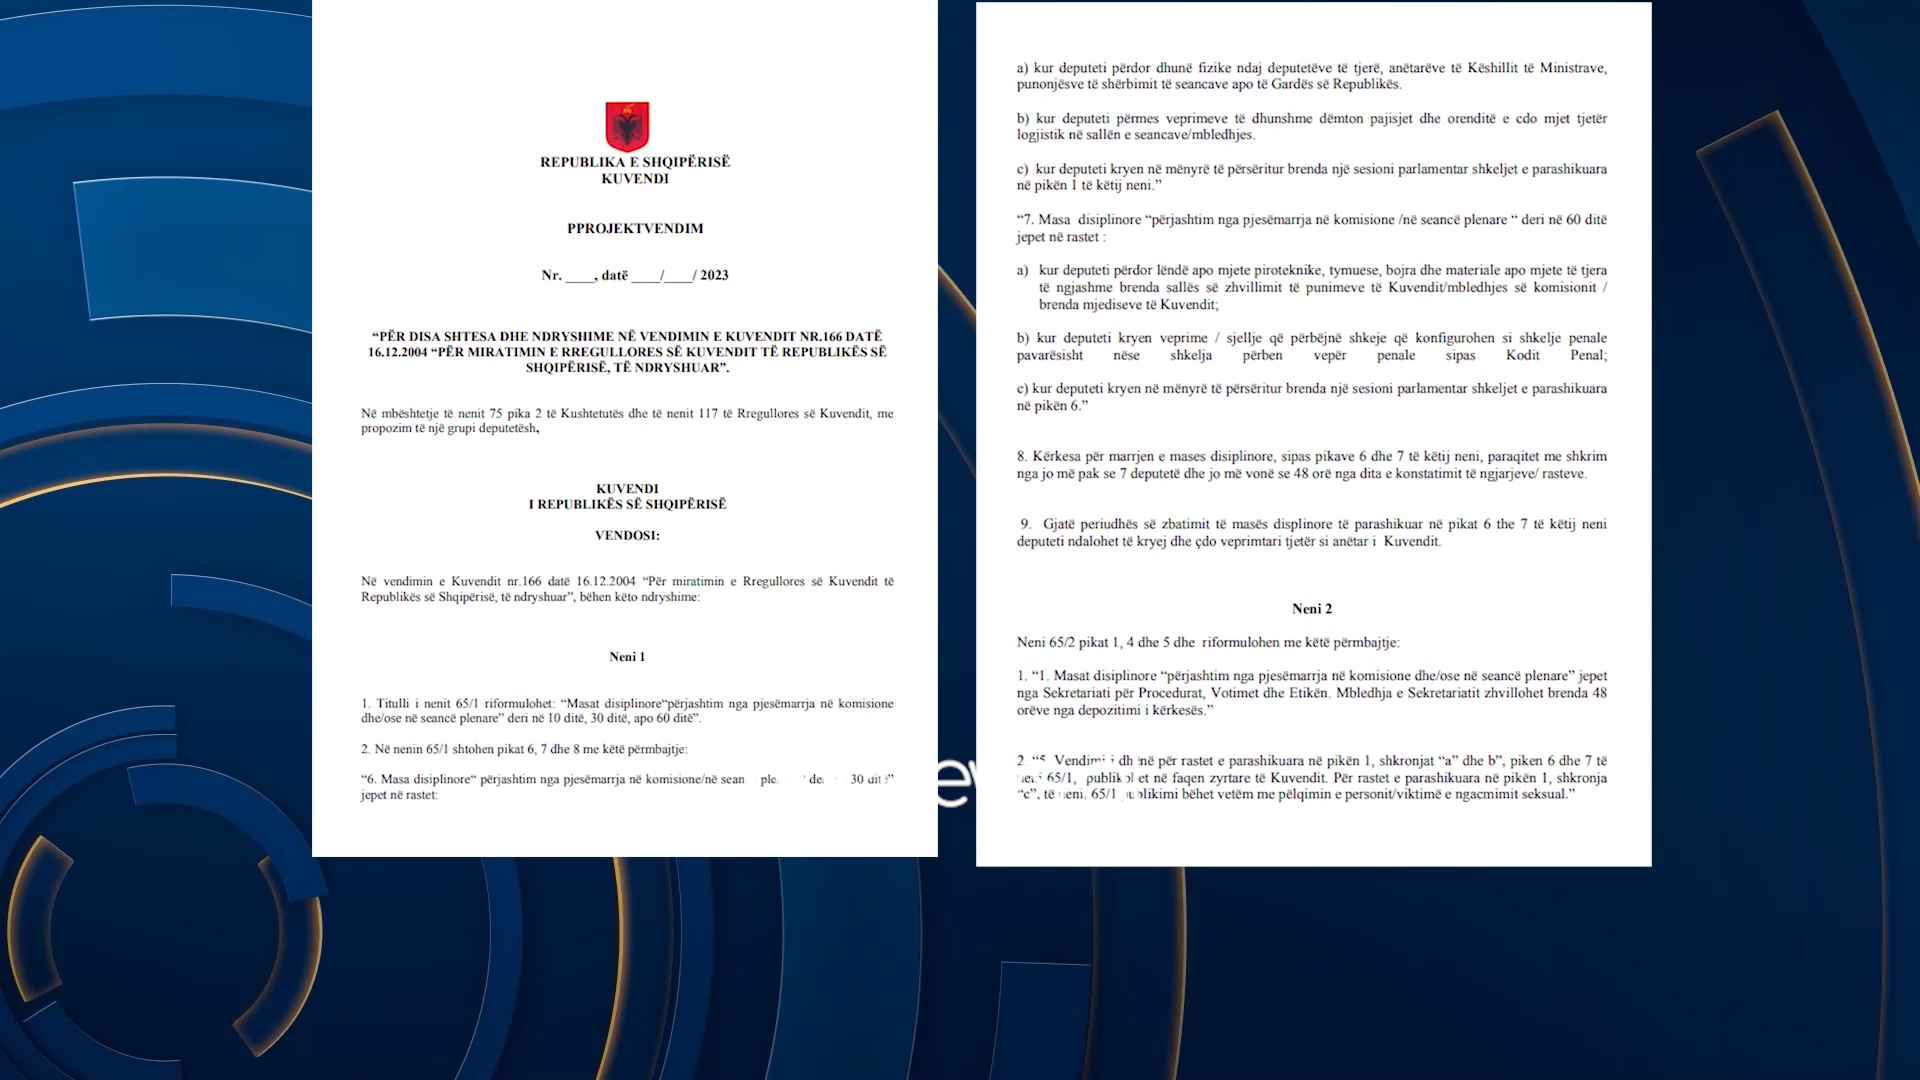 REPUBLIKA E SHQIPËRISË
KUVENDI
PPROJEKTVENDIM
Nr. ____, datë ____/____/ 2023
“PËR DISA SHTESA DHE NDRYSHIME NË VENDIMIN E KUVENDIT NR.166 DATË
16.12.2004 “PËR MIRATIMIN E RREGULLORES SË KUVENDIT TË REPUBLIKËS SË
SHQIPËRISË, TË NDRYSHUAR”.
Në mbështetje të nenit 75 pika 2 të Kushtetutës dhe të nenit 117 të Rregullores së Kuvendit, me
propozim të një grupi deputetësh,
KUVENDI
I REPUBLIKËS SË SHQIPËRISË
VENDOSI:
Në vendimin e Kuvendit nr.166 datë 16.12.2004 “Për miratimin e Rregullores së Kuvendit të
Republikës së Shqipërisë, të ndryshuar”, bëhen këto ndryshime:
Neni 1
1. Titulli i nenit 65/1 riformulohet: “Masat disiplinore“përjashtim nga pjesëmarrja në komisione
dhe/ose në seancë plenare” deri në 10 ditë, 30 ditë, apo 60 ditë”.
2. Në nenin 65/1 shtohen pikat 6, 7 dhe 8 me këtë përmbajtje:
“6. Masa disiplinore“ përjashtim nga pjesëmarrja në komisione/në 30
jepet në rastet:
a) kur deputeti përdor dhunë fizike ndaj deputetëve të tjerë, anëtarëve të Këshillit të Ministrave,
punonjësve të shërbimit të seancave apo të Gardës së Republikës.
b) kur deputeti përmes veprimeve të dhunshme dëmton pajisjet dhe orenditë e cdo mjet tjetër
logjistik në sallën e seancave/mbledhjes.
c) kur deputeti kryen në mënyrë të përsëritur brenda një sesioni parlamentar shkeljet e parashikuara
në pikën 1 të këtij neni.”
“7. Masa disiplinore “përjashtim nga pjesëmarrja në komisione /në seancë plenare “ deri në 60 ditë
jepet në rastet :
a) kur deputeti përdor lëndë apo mjete piroteknike, tymuese, bojra dhe materiale apo mjete të tjera
të ngjashme brenda sallës së zhvillimit të punimeve të Kuvendit/mbledhjes së komisionit /
brenda mjediseve të Kuvendit;
b) kur deputeti kryen veprime / sjellje që përbëjnë shkeje që konfigurohen si shkelje penale
pavarësisht nëse shkelja përben vepër penale sipas Kodit Penal;
c) kur deputeti kryen në mënyrë të përsëritur brenda një sesioni parlamentar shkeljet e parashikuara
në pikën 6.”
8. Kërkesa për marrjen e mases disiplinore, sipas pikave 6 dhe 7 të këtij neni, paraqitet me shkrim
nga jo më pak se 7 deputetë dhe jo më vonë se 48 orë nga dita e konstatimit të ngjarjeve/ rasteve.
9. Gjatë periudhës së zbatimit të masës displinore të parashikuar në pikat 6 the 7 të këtij neni
deputeti ndalohet të kryej dhe çdo veprimtari tjetër si anëtar i Kuvendit.
Neni 2
Neni 65/2 pikat 1, 4 dhe 5 dhe riformulohen me këtë përmbajtje:
1. “1. Masat disiplinore “përjashtim nga pjesëmarrja në komisione dhe/ose në seancë plenare” jepet
nga Sekretariati për Procedurat, Votimet dhe Etikën. Mbledhja e Sekretariatit zhvillohet brenda 48
orëve nga depozitimi i kërkesës.”
2. për rastet e parashikuara në pikën 1, shkronjat “a” dhe b”, piken 6 dhe 7 të
65/1, në faqen zyrtare të Kuvendit. Për rastet e parashikuara në pikën 1, shkronja
“c”, të 65/1 bëhet vetëm me pëlqimin e personit/viktimë e ngacmimit seksual.”